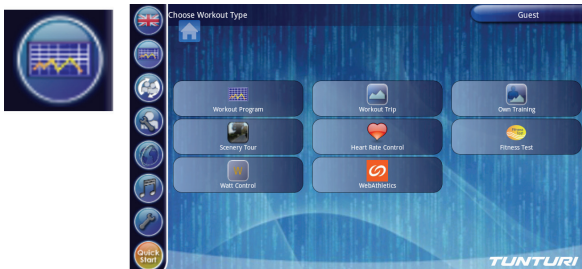 Choose Workout Type
Guest
Workout Program
Workout Trip
Own Training
Scenery Tour
Heart Rate Control
Fitness Test
Watt Control
WebAthletics
Quick
Start
TUNTURI